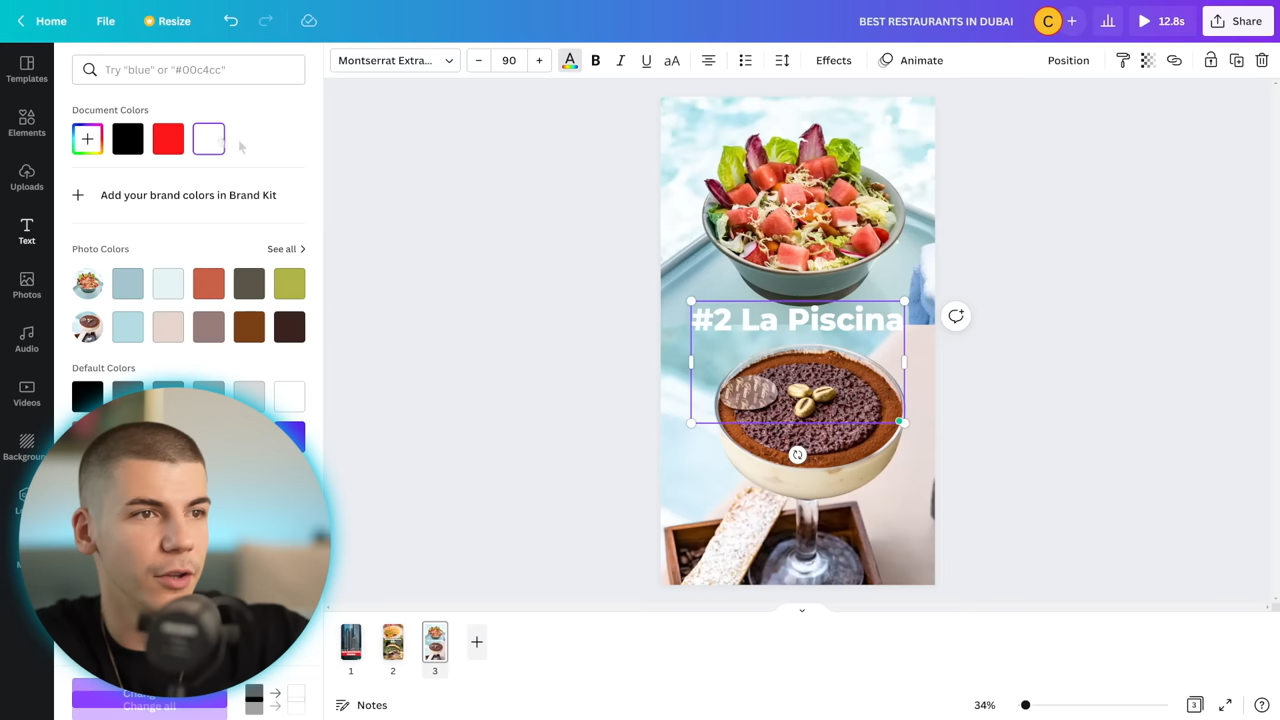 Home
File
Resize
BEST RESTAURANTS IN DUBAI
C
12.8s
Share
Templates
Elements
Uploads
Text
Photos
Audio
Videos
Try "blue" or "#00c4cc"
Document Colors
Add your brand colors in Brand Kit
Photo Colors
See all
Default Colors
Change all
Montserrat Extra...
90
A
B
I
U
aA
Effects
Animate
Position
#2 La Piscina
1
2
3
Notes
34%
3
?